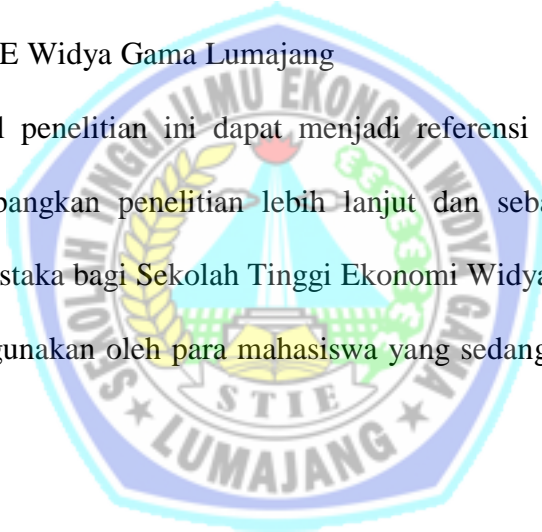 E Widya Gama Lumajang
l penelitian ini dapat menjadi referensi
bangkan penelitian lebih lanjut dan seba
staka bagi Sekolah Tinggi Ekonomi Widya
gunakan oleh para mahasiswa yang sedang
SEKOLAH TINGGI ILMU EKONOMI WIDYA GAMA
STIE
LUMAJANG